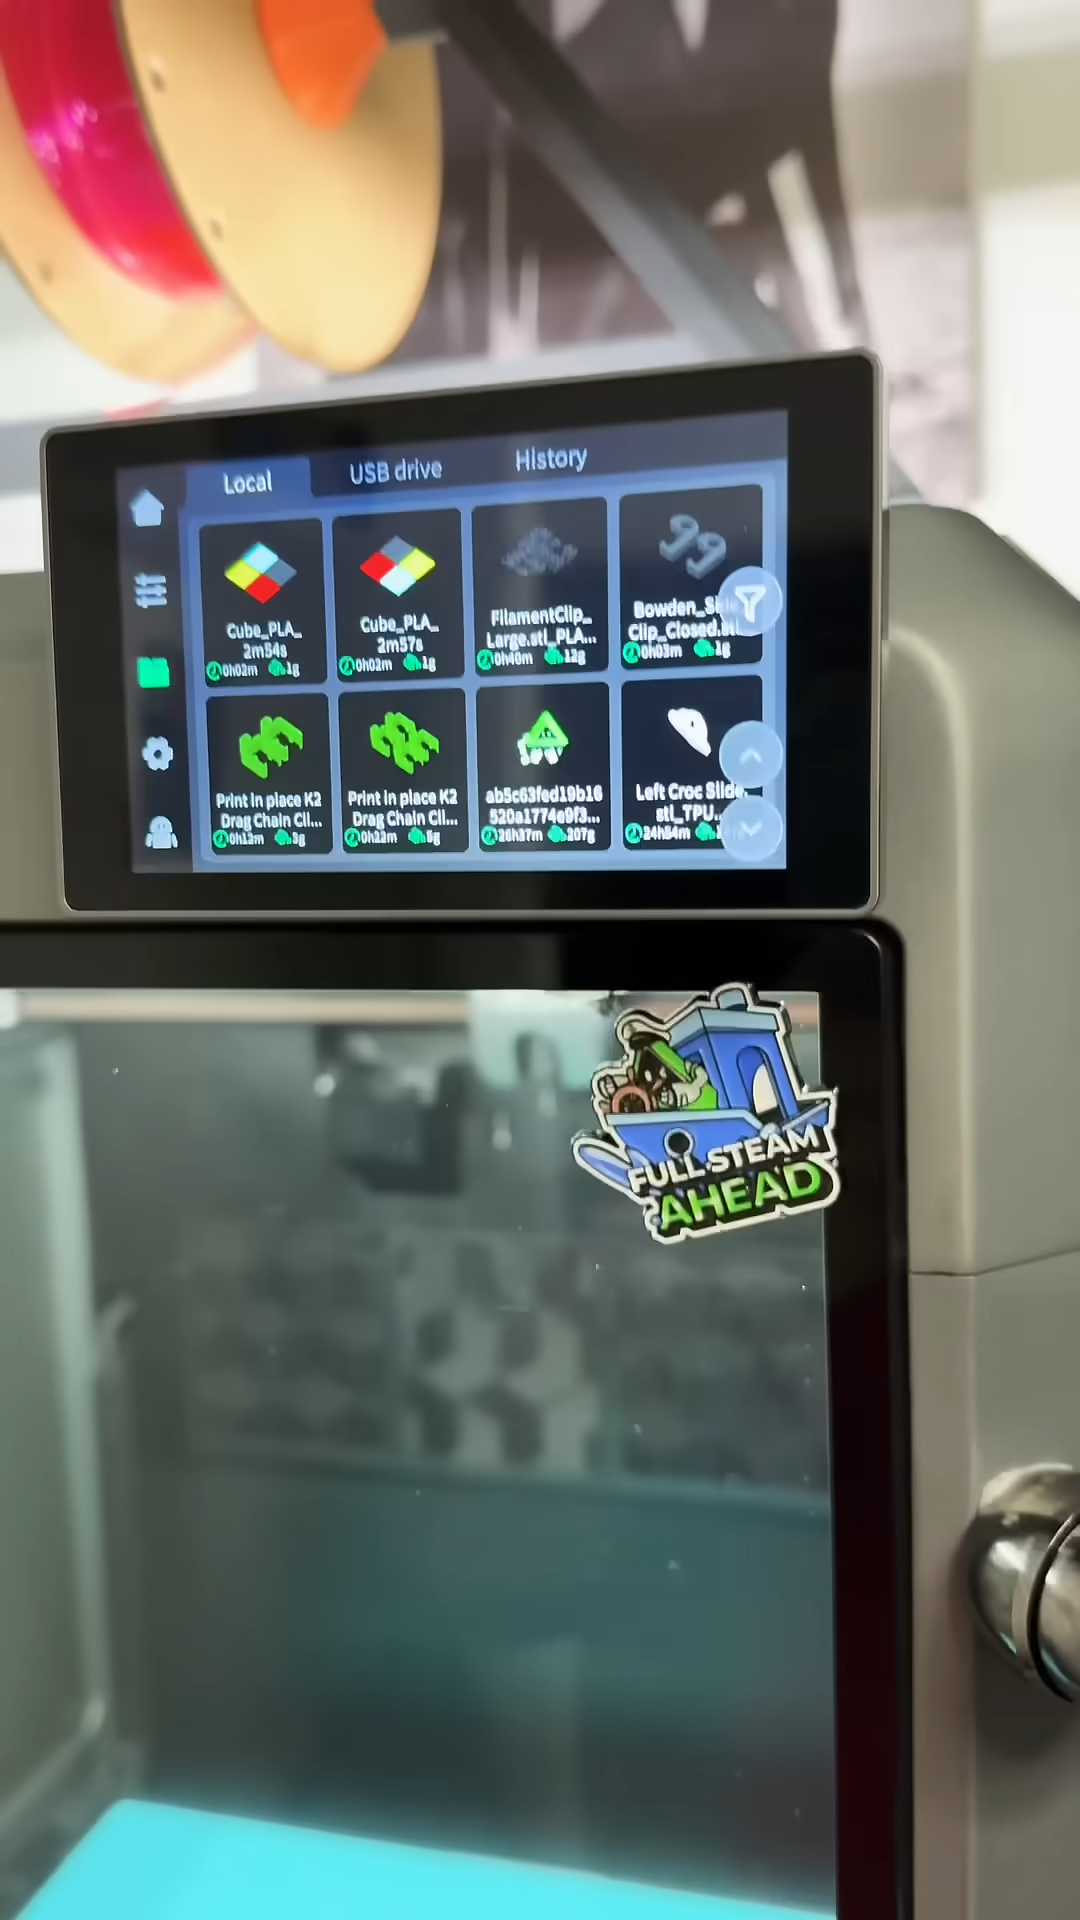 Local
USB drive
History
Cube_PLA_
2m54s
0h02m 1g
Cube_PLA_
2m57s
0h02m 1g
FilamentClip_
Large.stl_PLA...
0h40m 12g
Bowden_
Clip_Closed.stl
0h03m 1g
Print in place K2
Drag Chain Cli...
0h12m 3g
Print in place K2
Drag Chain Cli...
0h22m 5g
ab5c63fed19b16
520a1774e9f3...
26h37m 207g
Left Croc Slide.
stl_TPU...
24h54m
FULL STEAM
AHEAD